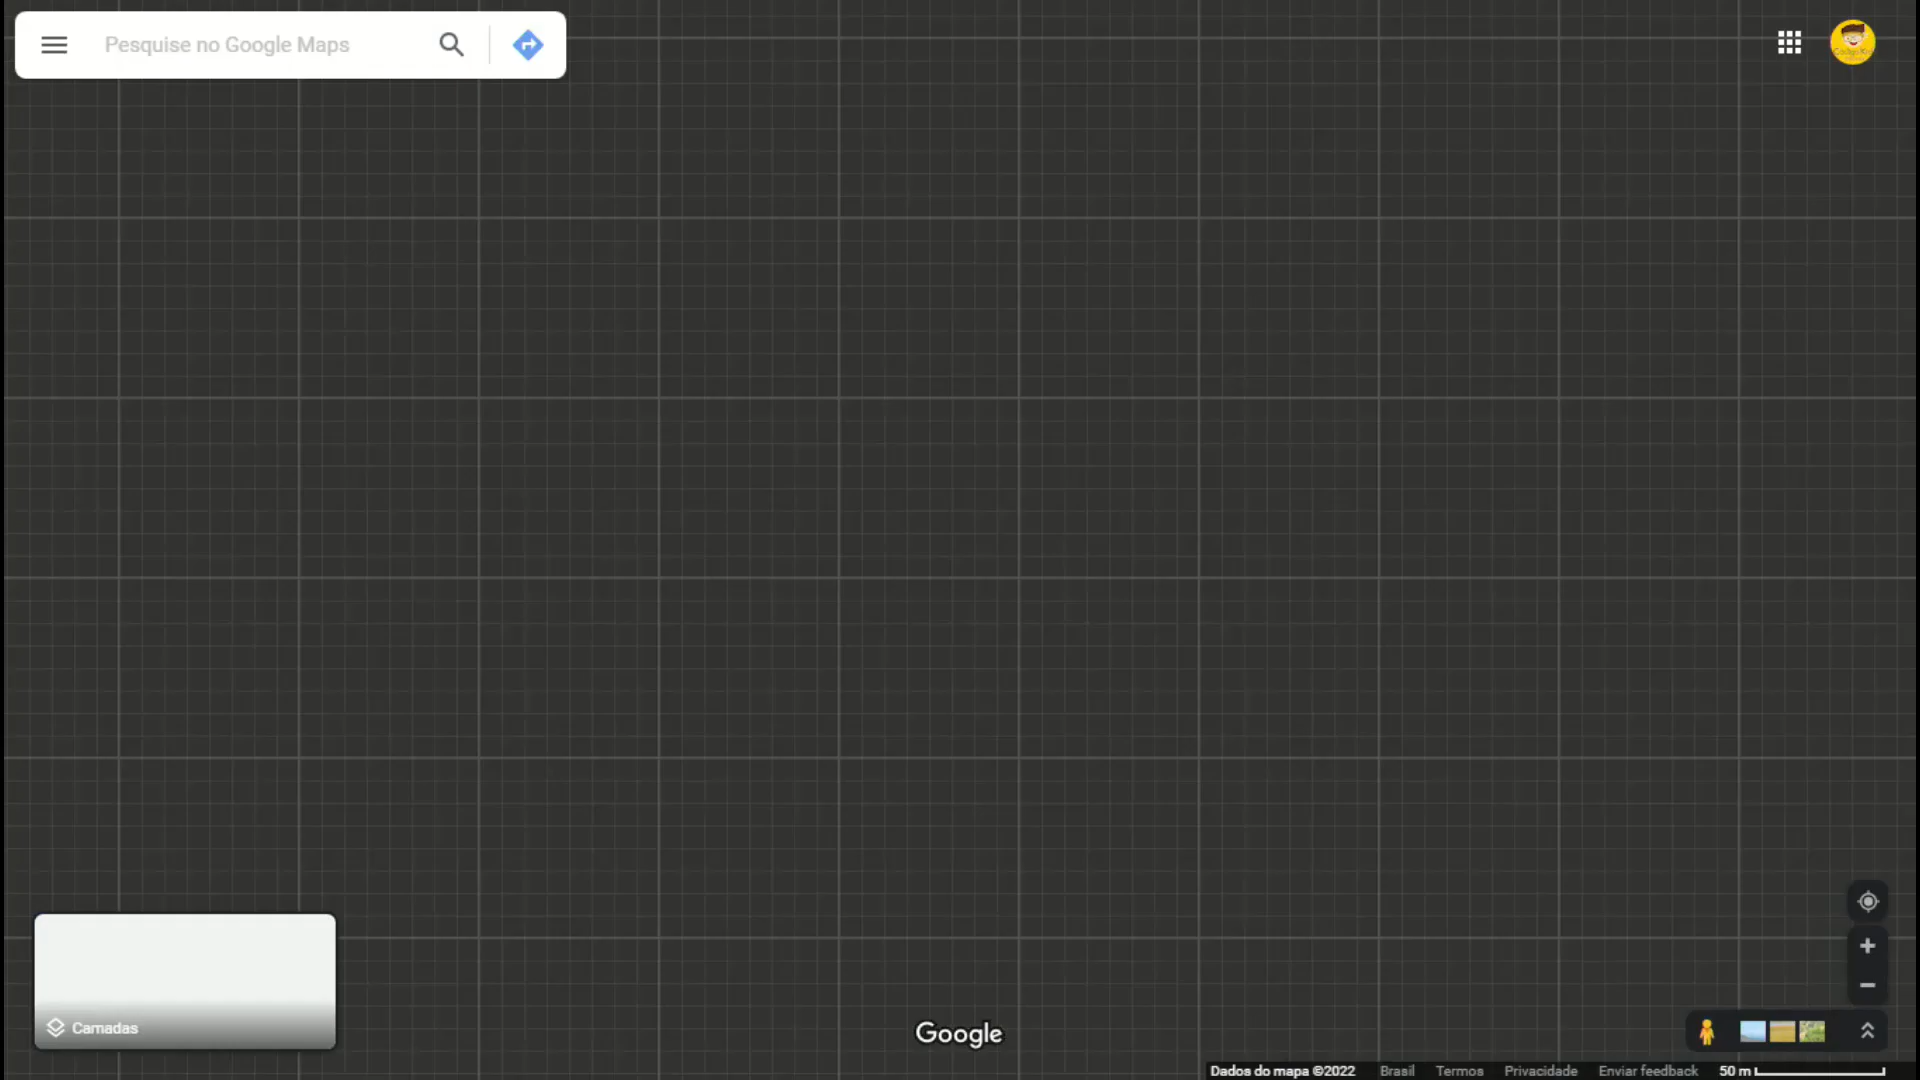 Pesquise no Google Maps
Camadas
Google
Dados do mapa ©2022 Brasil Termos Privacidade Enviar feedback 50 m